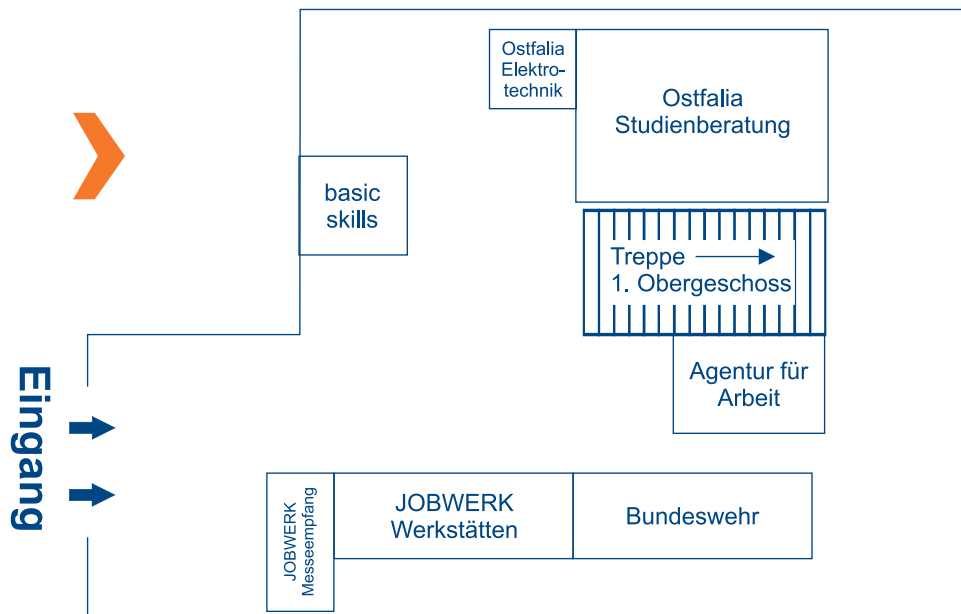 Ostfalia
Elektro-
technik
Ostfalia
Studienberatung
basic
skills
Treppe
1. Obergeschoss
Agentur für
Arbeit
Eingang
JOBWERK
Messeempfang
JOBWERK
Werkstätten
Bundeswehr